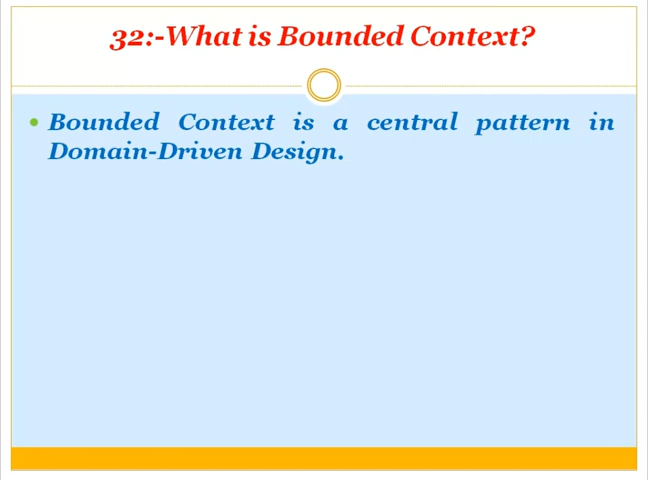 32:-What is Bounded Context?
Bounded Context is a central pattern in
Domain-Driven Design.